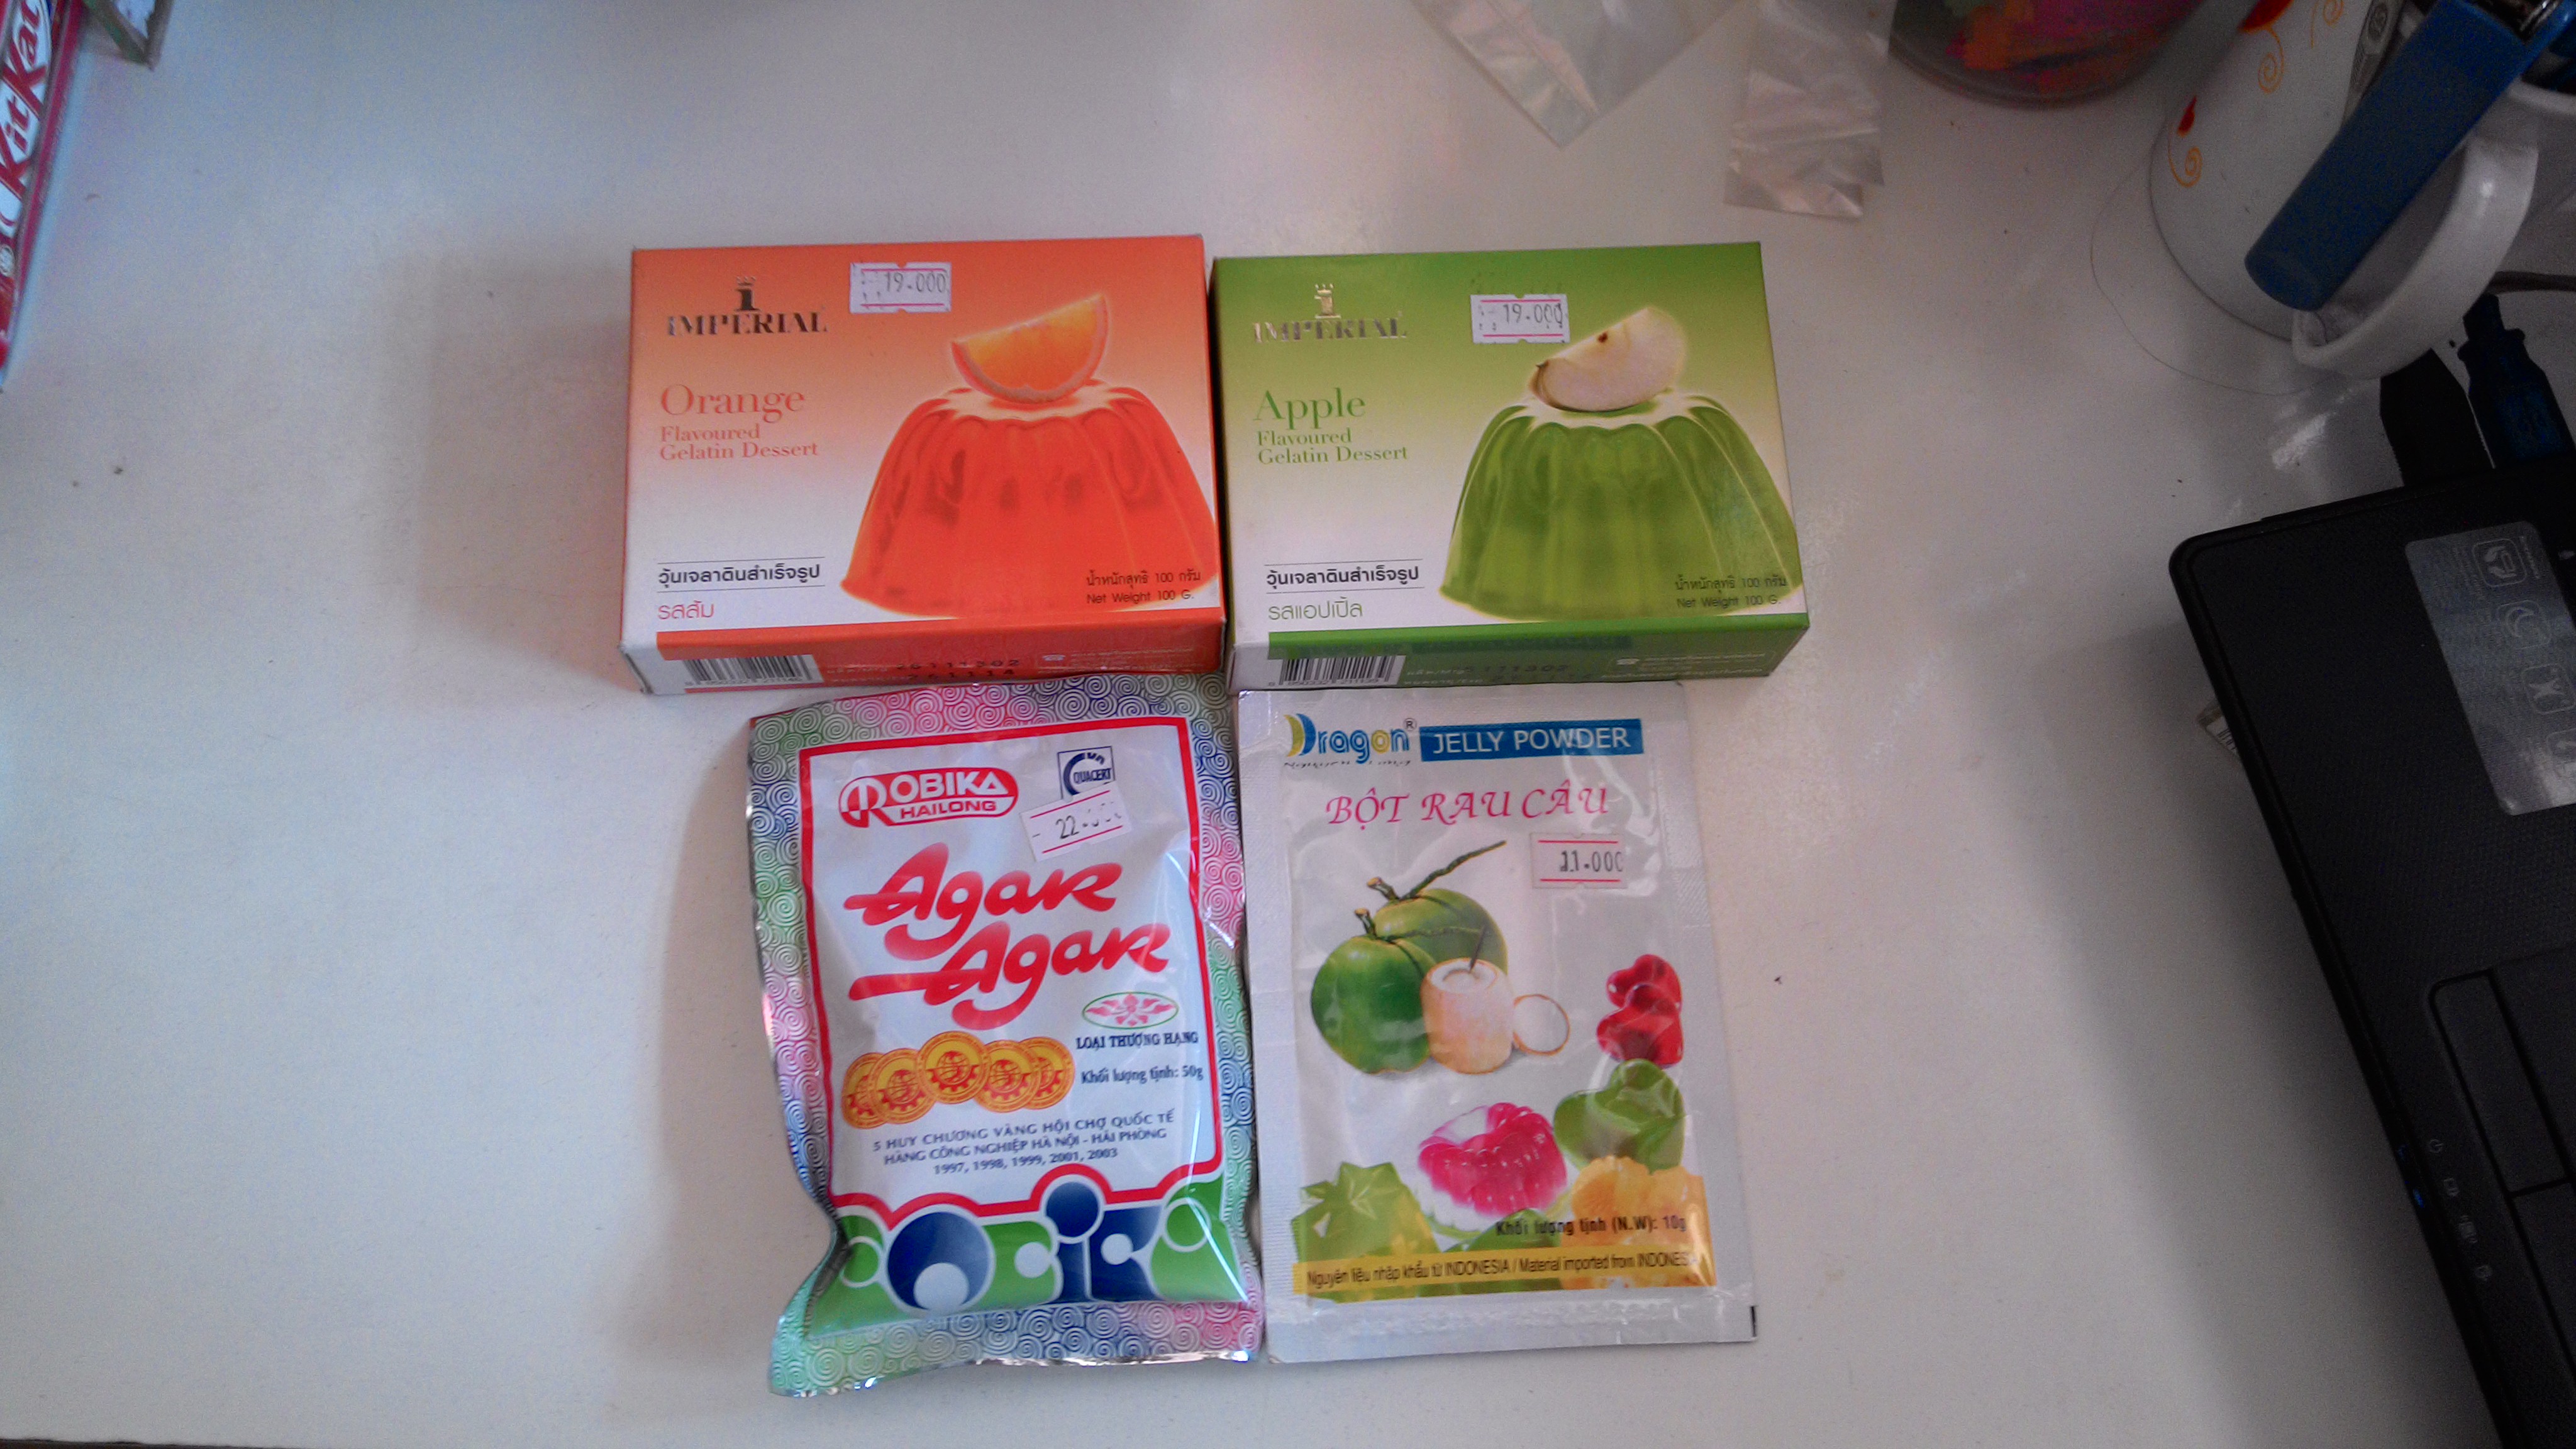 KitKat
IMPERIAL
19.000
Orange
Flavoured
Gelatin Dessert
วุ้นเจลาตินสำเร็จรูป
รสส้ม
น้ำหนักสุทธิ 100 กรัม
Net Weight 100 G.
261114
IMPERIAL
19.000
Apple
Flavoured
Gelatin Dessert
วุ้นเจลาตินสำเร็จรูป
รสแอปเปิ้ล
น้ำหนักสุทธิ 100 กรัม
Net Weight 100 G.
ROBIKA
HAILONG
QUACERT
22.000
Agar
Agar
LOẠI THƯỢNG HẠNG
Khối lượng tịnh: 50g
5 HUY CHƯƠNG VÀNG HỘI CHỢ QUỐC TẾ
HÀNG CÔNG NGHIỆP HÀ NỘI - HẢI PHÒNG
1997, 1998, 1999, 2001, 2003
Dragon® JELLY POWDER
BỘT RAU CÂU
11.000
Khối lượng tịnh (N.W): 10g
Nguyên liệu nhập khẩu từ INDONESIA / Material imported from INDONESIA